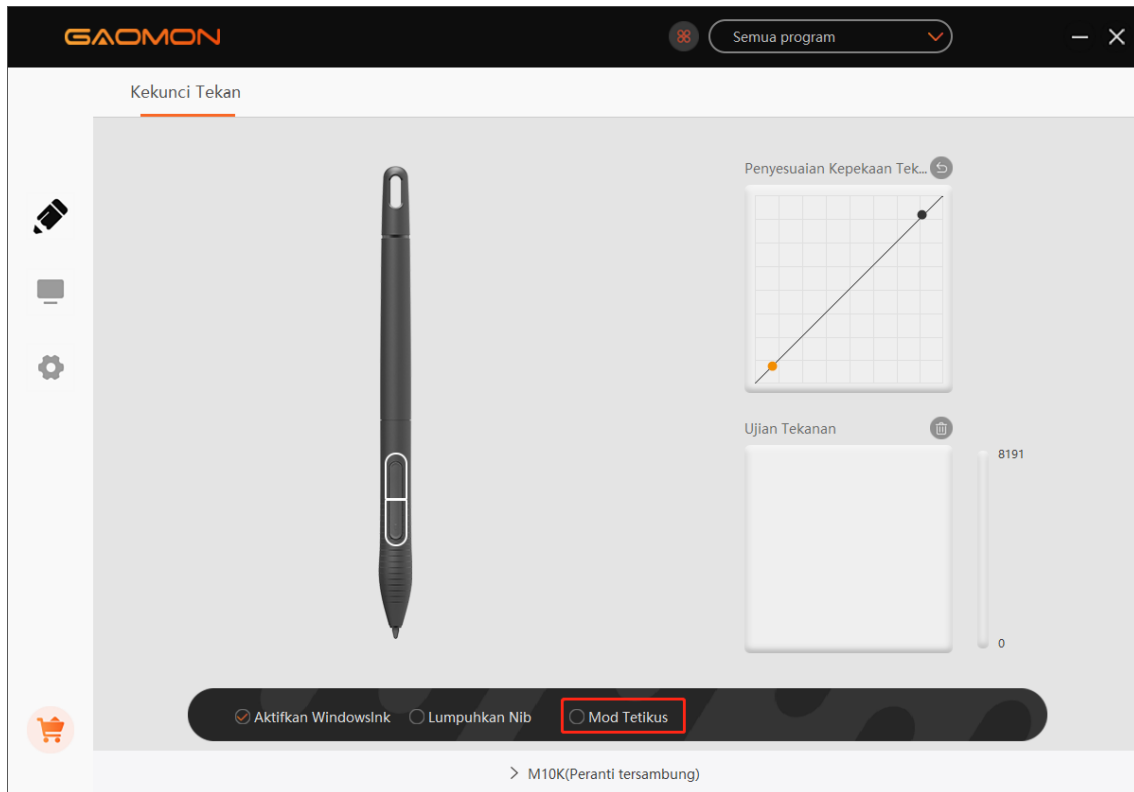 GAOMON
Semua program
Kekunci Tekan
Penyesuaian Kepekaan Tek...
Ujian Tekanan
8191
0
Aktifkan WindowsInk
Lumpuhkan Nib
Mod Tetikus
M10K(Peranti tersambung)